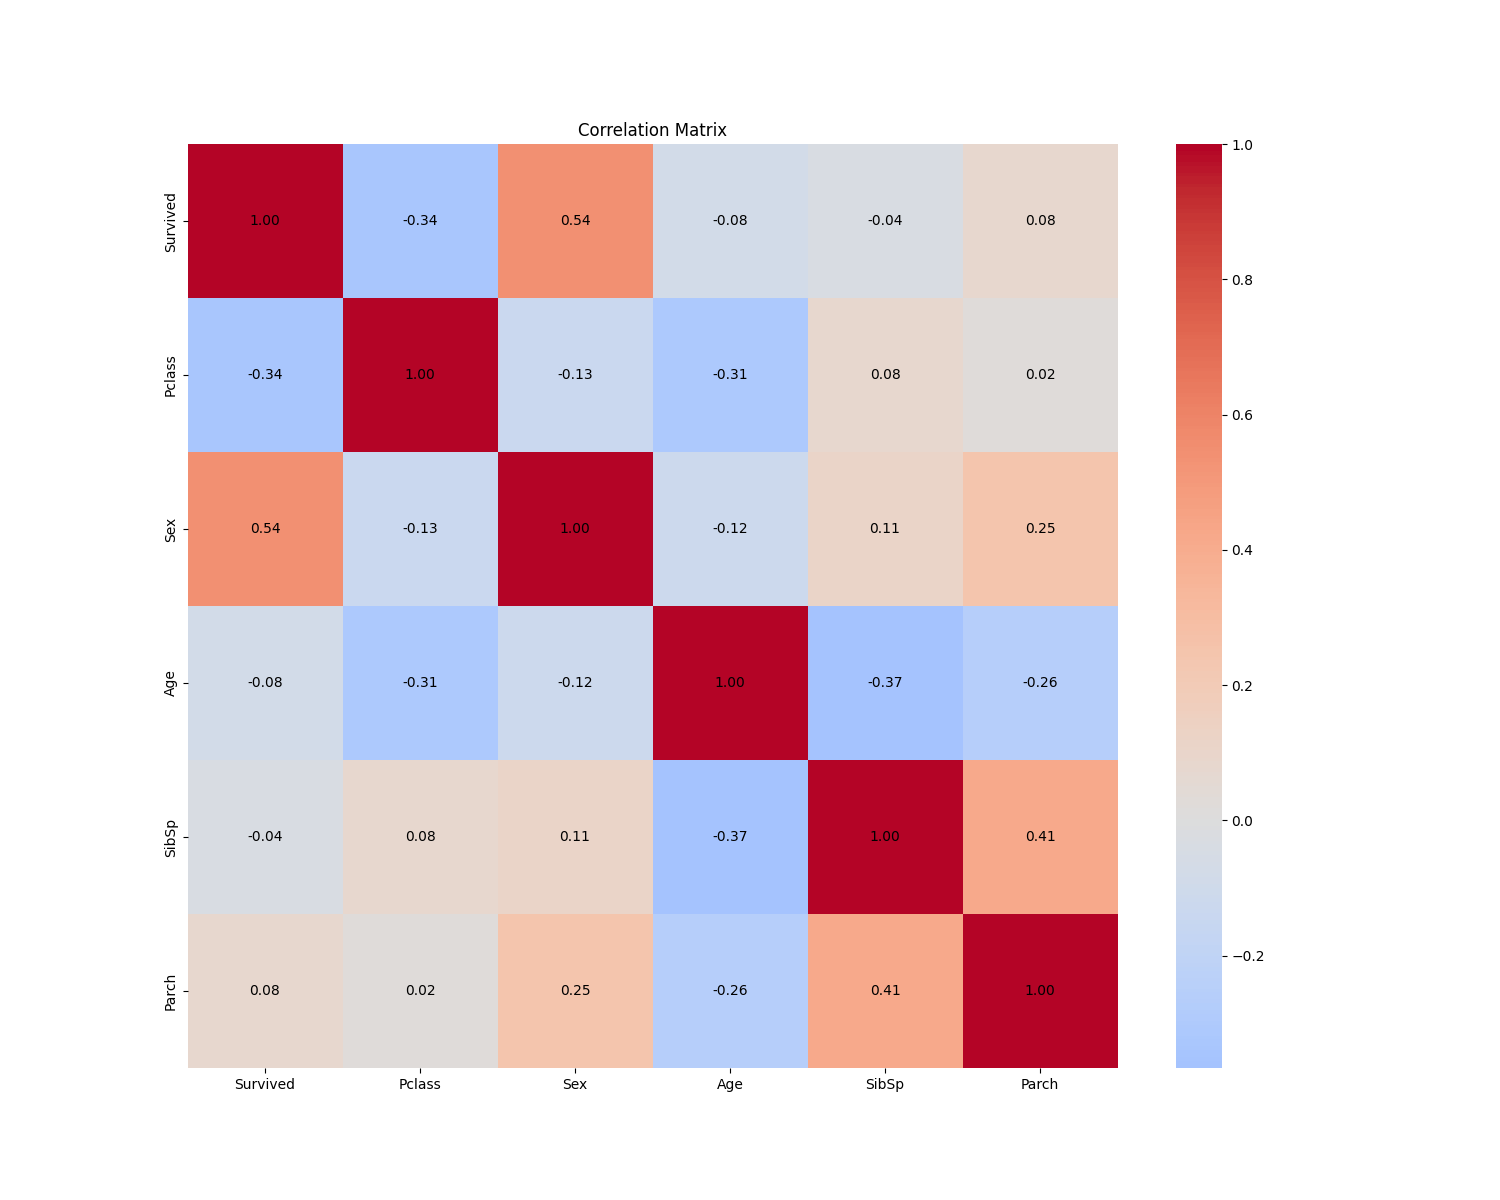 Correlation Matrix
Survived 1.00 -0.34 0.54 -0.08 -0.04 0.08
Pclass -0.34 1.00 -0.13 -0.31 0.08 0.02
Sex 0.54 -0.13 1.00 -0.12 0.11 0.25
Age -0.08 -0.31 -0.12 1.00 -0.37 -0.26
SibSp -0.04 0.08 0.11 -0.37 1.00 0.41
Parch 0.08 0.02 0.25 -0.26 0.41 1.00
Survived Pclass Sex Age SibSp Parch
1.0
0.8
0.6
0.4
0.2
0.0
−0.2